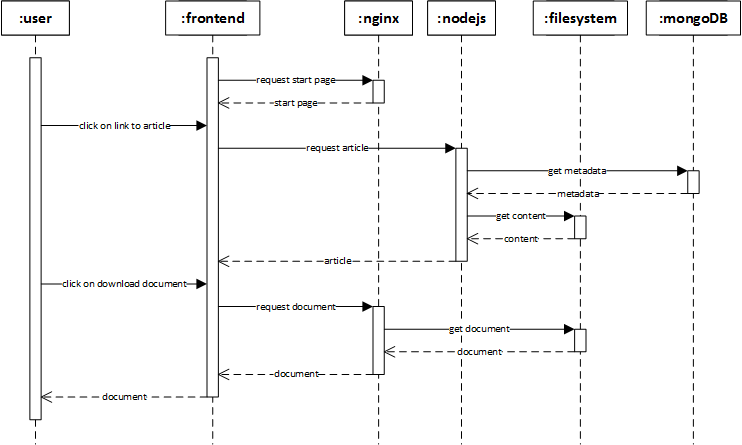 :user
:frontend
:nginx
:nodejs
:filesystem
:mongoDB
request start page
start page
click on link to article
request article
get metadata
metadata
get content
content
article
click on download document
request document
get document
document
document
document